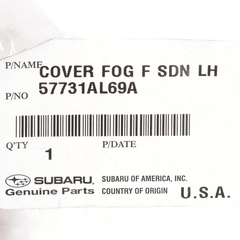 P/NAME COVER FOG F SDN LH
P/NO 57731AL69A
Q'TY 1 P/DATE
SUBARU SUBARU OF AMERICA, INC.
Genuine Parts COUNTRY OF ORIGIN U.S.A.